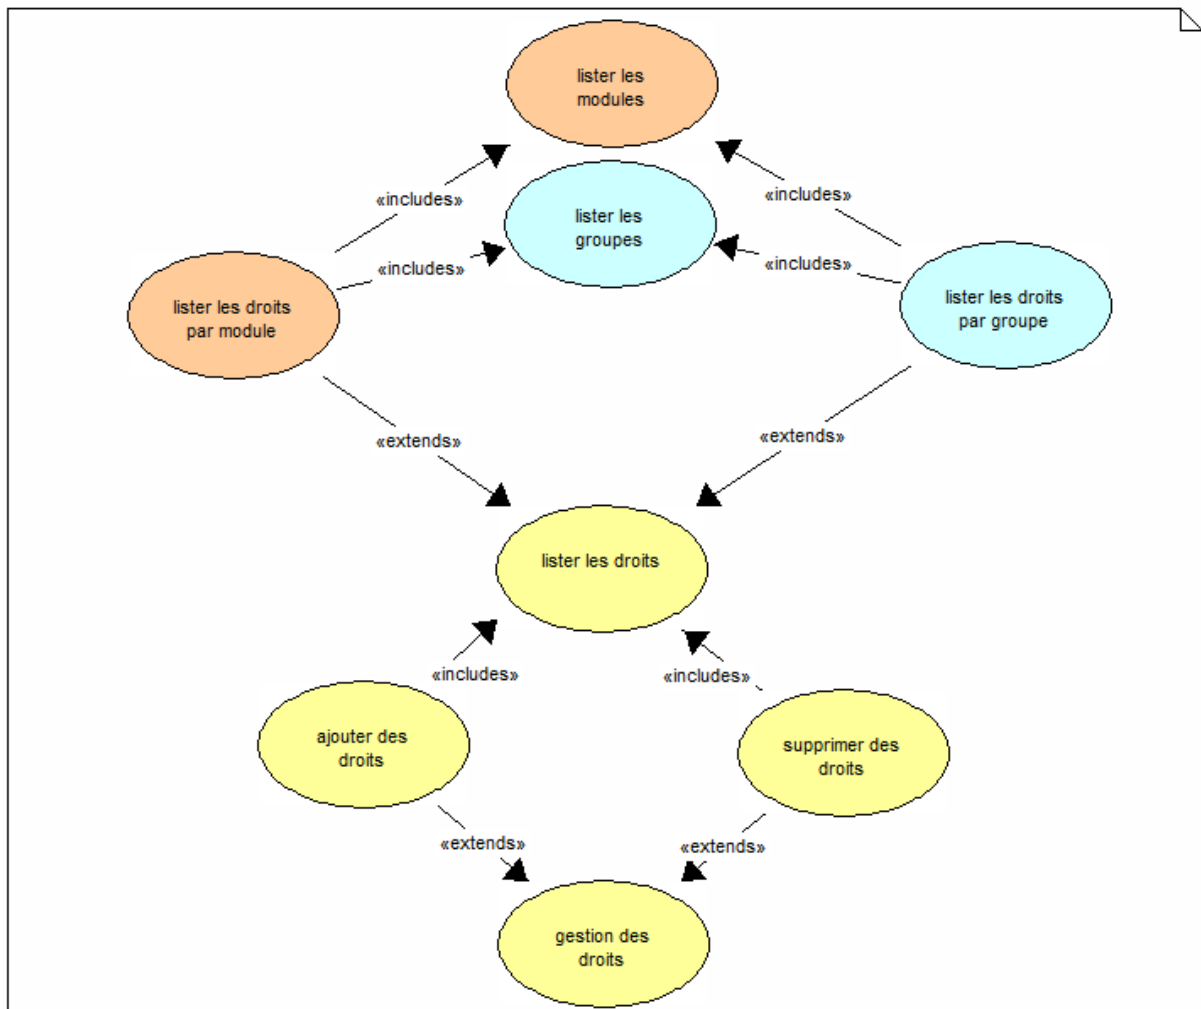 lister les
modules
«includes»
«includes»
lister les
groupes
«includes»
«includes»
lister les droits
par module
lister les droits
par groupe
«extends»
«extends»
lister les droits
«includes»
«includes»
ajouter des
droits
supprimer des
droits
«extends»
«extends»
gestion des
droits